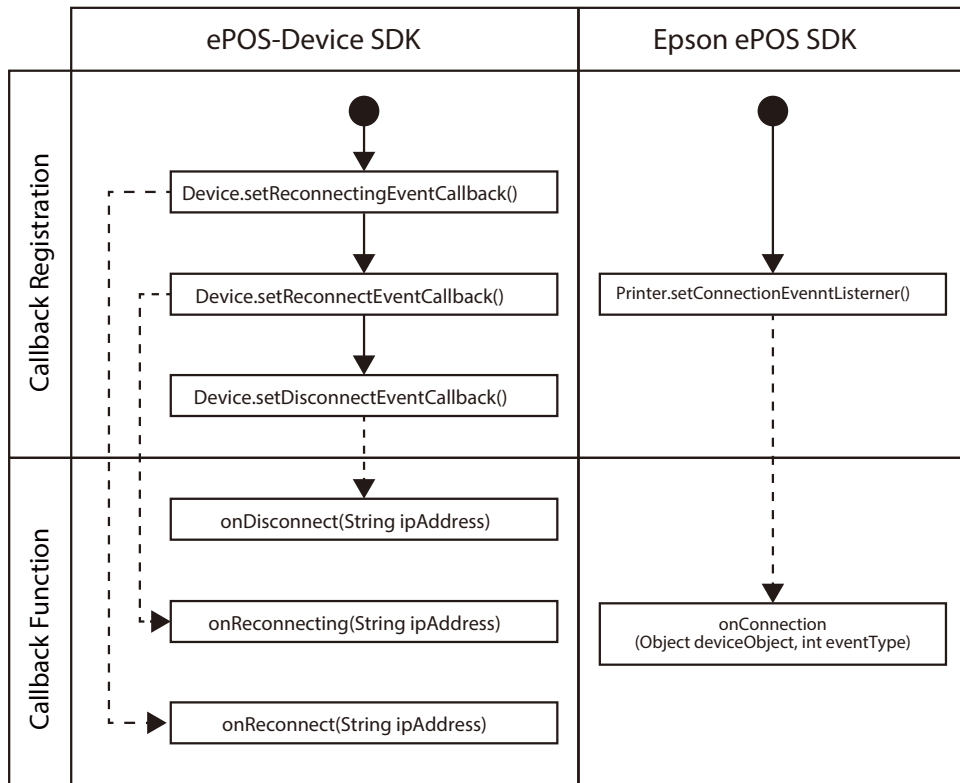 ePOS-Device SDK
Epson ePOS SDK
Callback Registration
Device.setReconnectingEventCallback()
Device.setReconnectEventCallback()
Device.setDisconnectEventCallback()
Printer.setConnectionEvenntListerner()
Callback Function
onDisconnect(String ipAddress)
onReconnecting(String ipAddress)
onReconnect(String ipAddress)
onConnection
(Object deviceObject, int eventType)